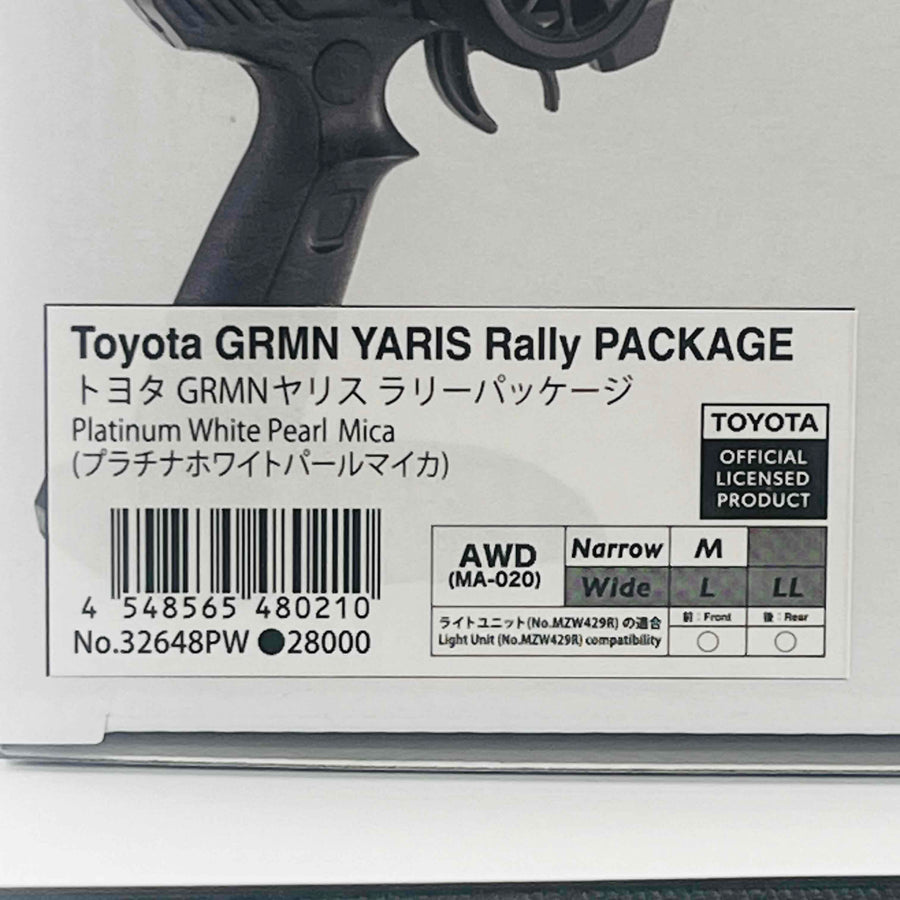 Toyota GRMN YARIS Rally PACKAGE
トヨタ GRMNヤリス ラリーパッケージ
Platinum White Pearl Mica
(プラチナホワイトパールマイカ)
TOYOTA
OFFICIAL
LICENSED
PRODUCT
4 548565 480210
No.32648PW ●28000
AWD
(MA-020)
Narrow M
Wide L LL
ライトユニット(No.MZW429R) の適合
Light Unit (No.MZW429R) compatibility
前：Front 後：Rear
○ ○